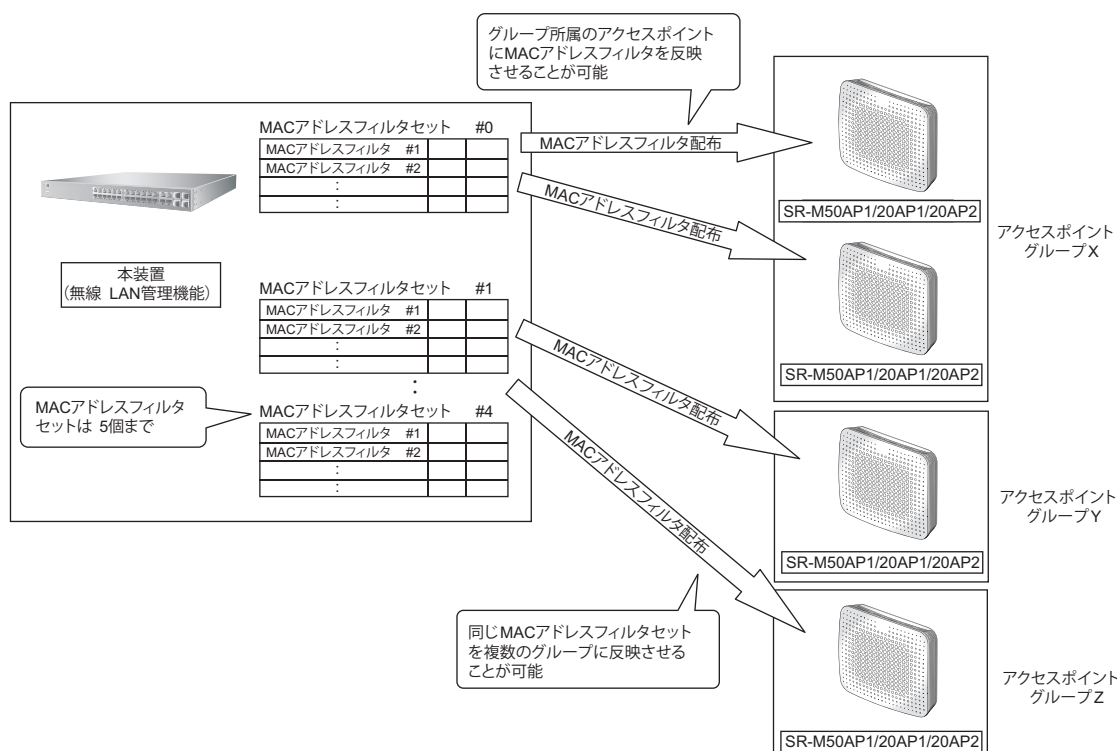 グループ所属のアクセスポイント
にMACアドレスフィルタを反映
させることが可能
MACアドレスフィルタセット #0
MACアドレスフィルタ #1
MACアドレスフィルタ #2
:
:
本装置
(無線 LAN管理機能)
MACアドレスフィルタセット #1
MACアドレスフィルタ #1
MACアドレスフィルタ #2
:
:
:
MACアドレスフィルタ
セットは 5個まで
MACアドレスフィルタセット #4
MACアドレスフィルタ #1
MACアドレスフィルタ #2
:
:
MACアドレスフィルタ配布
MACアドレスフィルタ配布
MACアドレスフィルタ配布
MACアドレスフィルタ配布
同じMACアドレスフィルタセット
を複数のグループに反映させる
ことが可能
SR-M50AP1/20AP1/20AP2
SR-M50AP1/20AP1/20AP2
アクセスポイント
グループX
SR-M50AP1/20AP1/20AP2
アクセスポイント
グループY
SR-M50AP1/20AP1/20AP2
アクセスポイント
グループZ